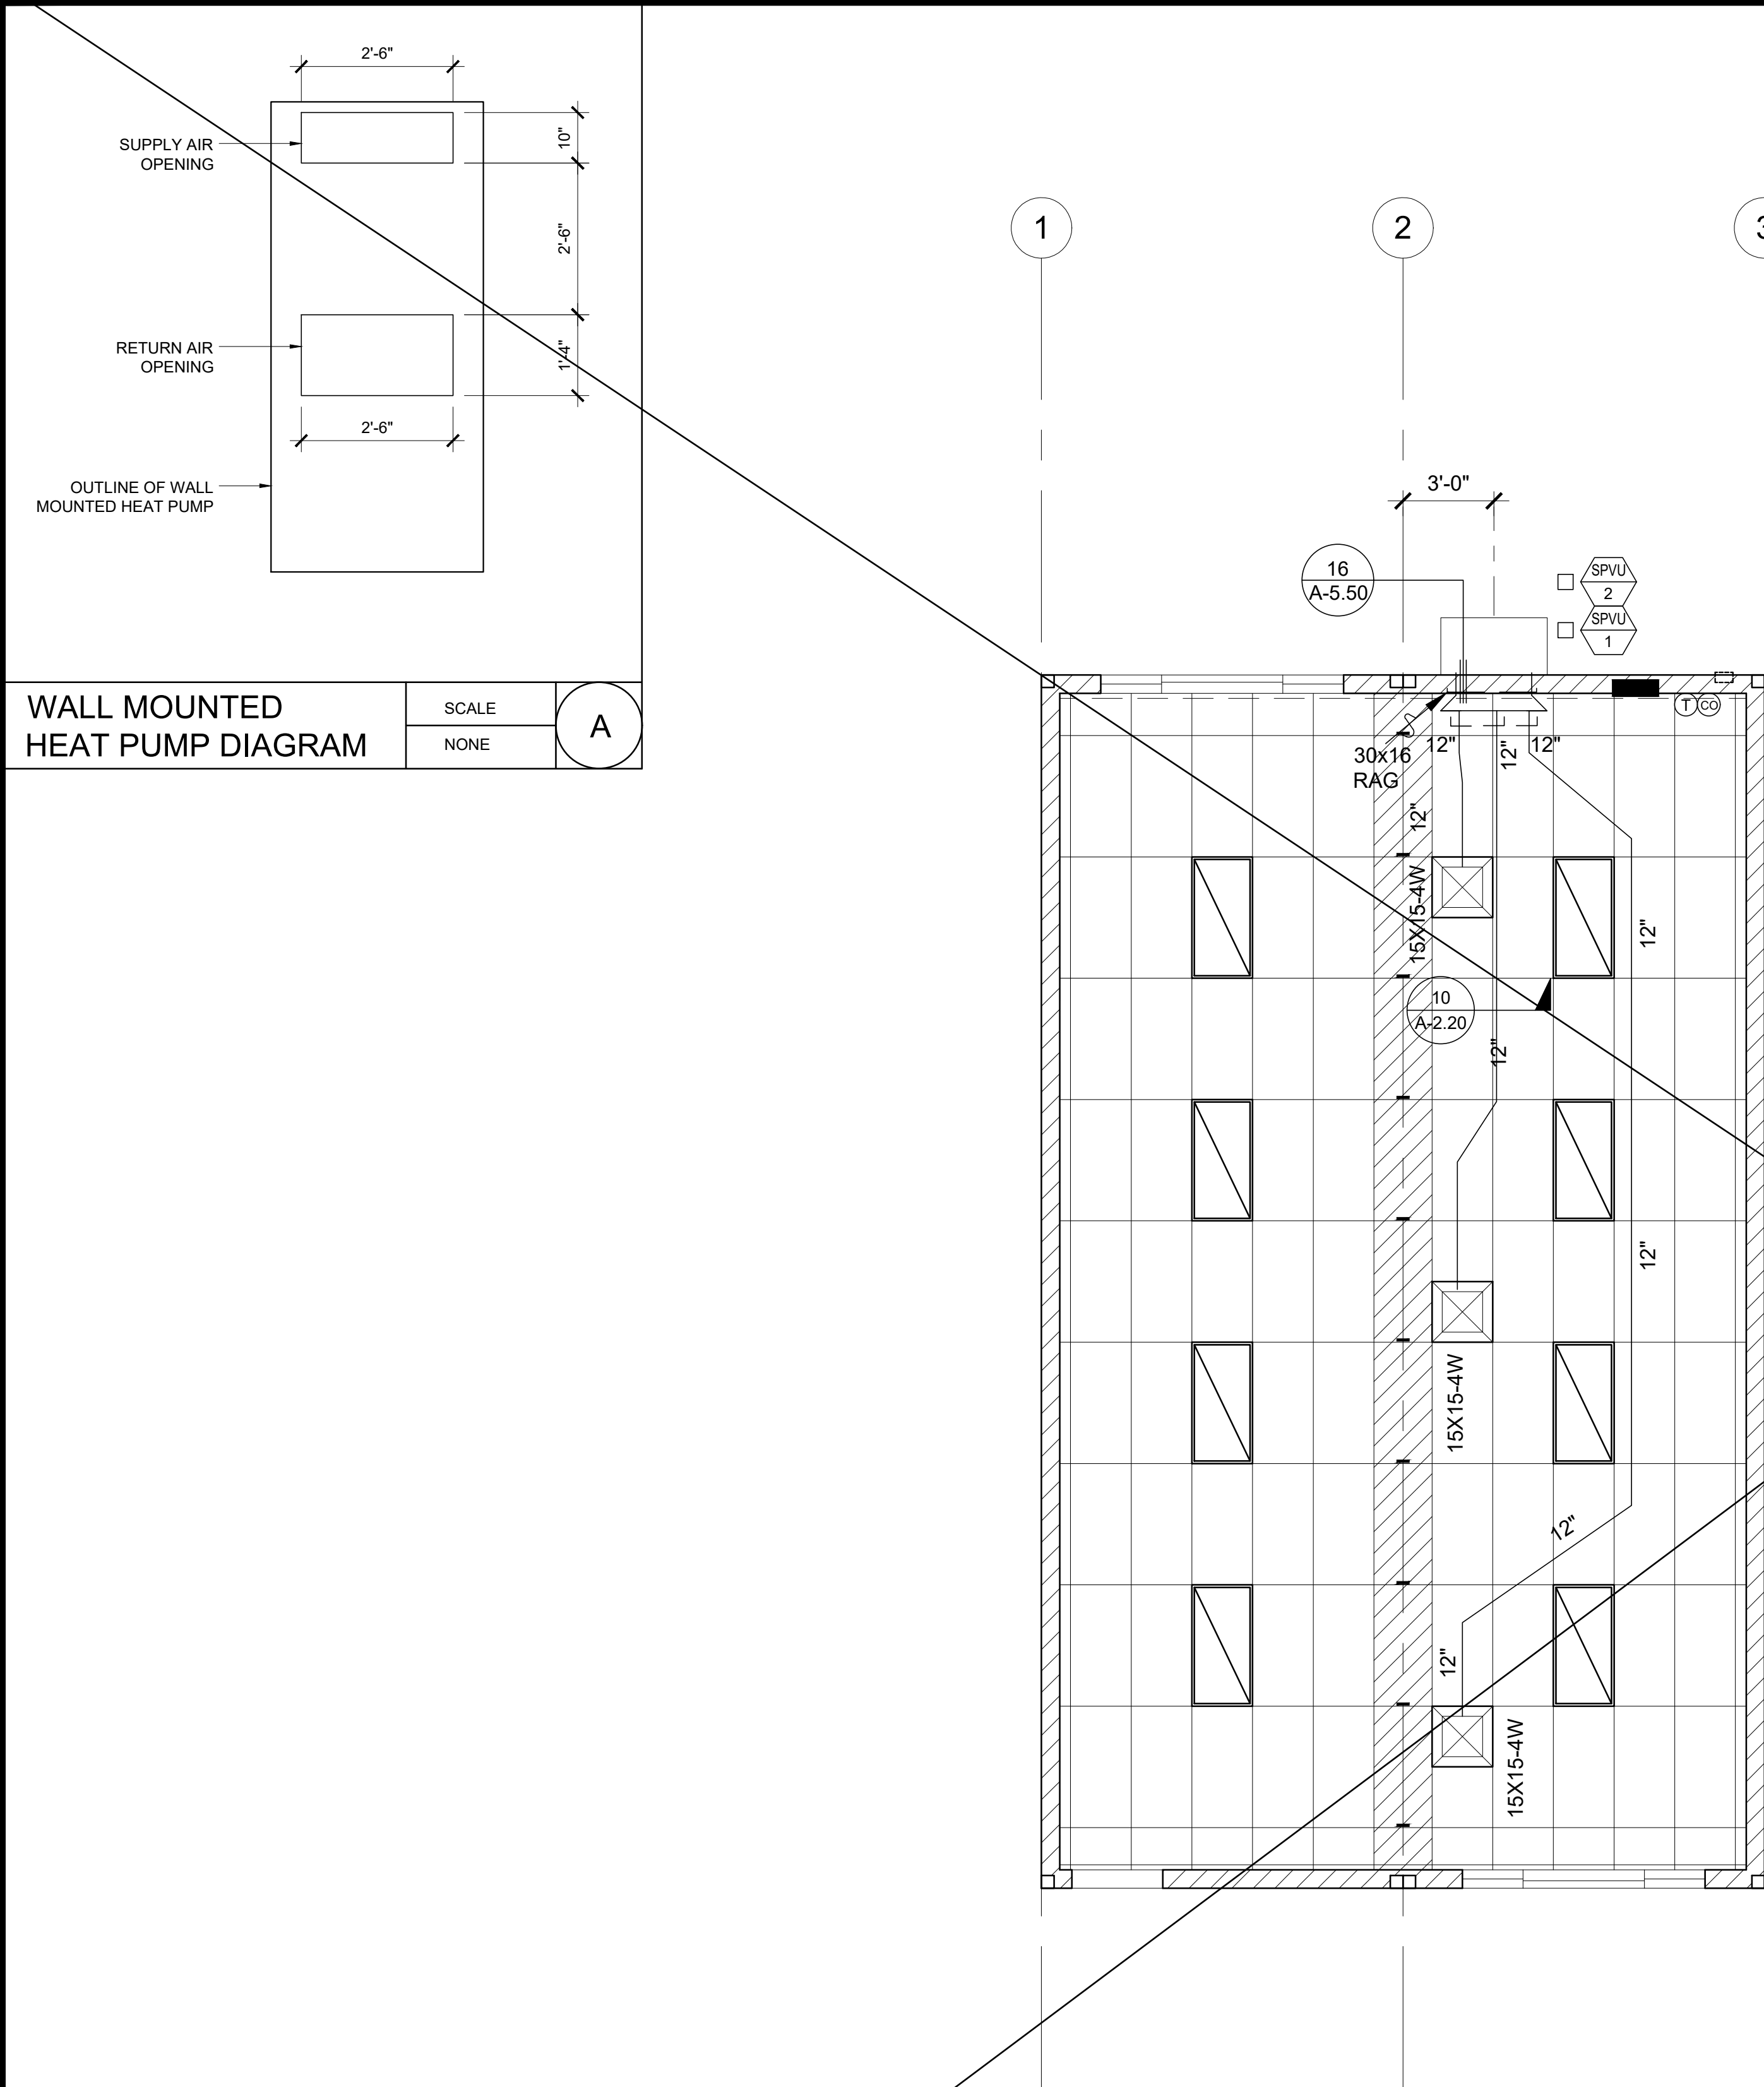 2'-6"
SUPPLY AIR
OPENING
10"
2'-6"
RETURN AIR
OPENING
1'-4"
2'-6"
OUTLINE OF WALL
MOUNTED HEAT PUMP
WALL MOUNTED
HEAT PUMP DIAGRAM
SCALE
NONE
A
1
2
3
3'-0"
16
A-5.50
SPVU
2
SPVU
1
T
CO
30x16
RAG
12"
12"
12"
12"
15X15-4W
12"
10
A-2.20
12"
12"
15X15-4W
12"
12"
15X15-4W